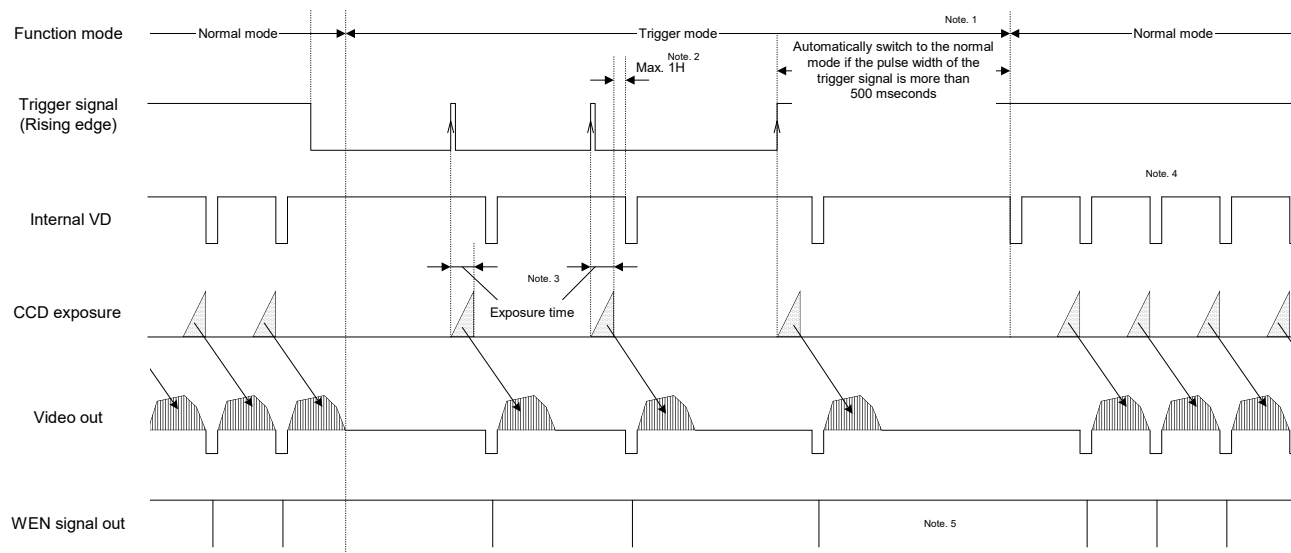 Note. 1
Function mode
Normal mode
Trigger mode
Normal mode
Note. 2
Max. 1H
Automatically switch to the normal
mode if the pulse width of the
trigger signal is more than
500 mseconds
Trigger signal
(Rising edge)
Note. 4
Internal VD
Note. 3
CCD exposure
Exposure time
Video out
WEN signal out
Note. 5